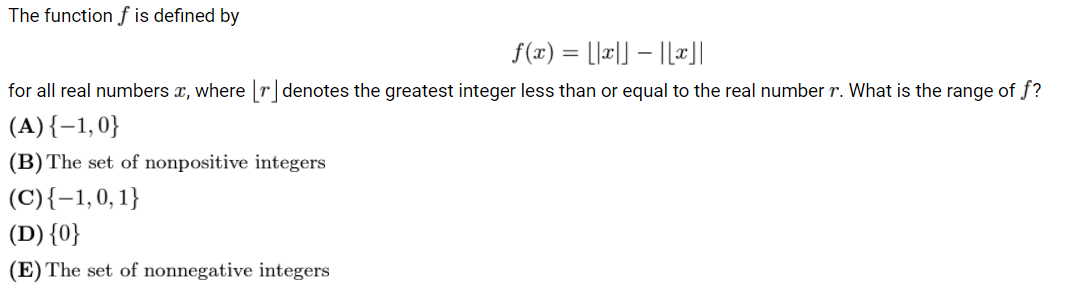 The function f is defined by
f(x) = ⌊|x|⌋ − |⌊x⌋|
for all real numbers x, where ⌊r⌋ denotes the greatest integer less than or equal to the real number r. What is the range of f?
(A) {−1, 0}
(B) The set of nonpositive integers
(C) {−1, 0, 1}
(D) {0}
(E) The set of nonnegative integers